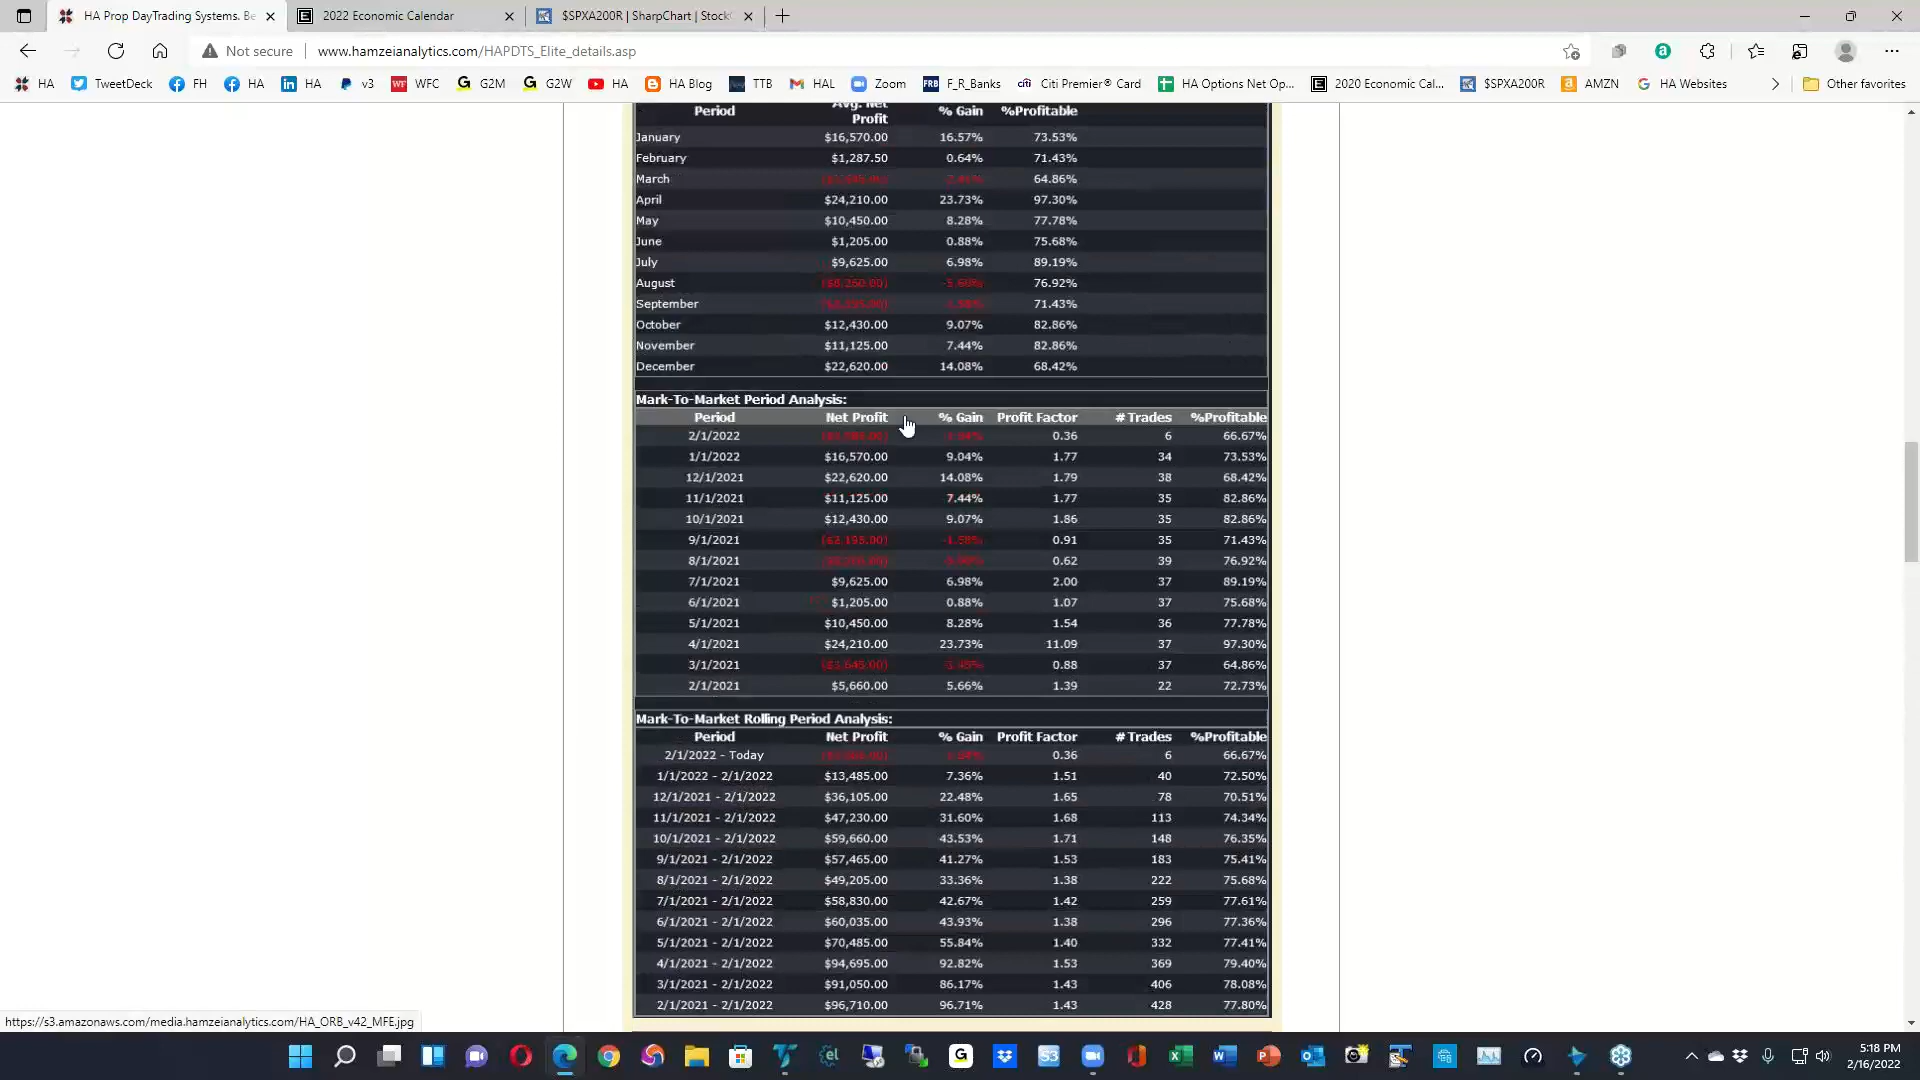 HA Prop DayTrading Systems. Be
2022 Economic Calendar
$SPXA200R | SharpChart | Stock
Not secure www.hamzeianalytics.com/HAPDTS_Elite_details.asp
HA TweetDeck FH HA HA v3 WFC G2M G2W HA HA Blog TTB HAL Zoom F_R_Banks Citi Premier® Card HA Options Net Op... 2020 Economic Cal... $SPXA200R AMZN HA Websites Other favorites
Period Avg. Net Profit % Gain %Profitable
January $16,570.00 16.57% 73.53%
February $1,287.50 0.64% 71.43%
March 64.86%
April $24,210.00 23.73% 97.30%
May $10,450.00 8.28% 77.78%
June $1,205.00 0.88% 75.68%
July $9,625.00 6.98% 89.19%
August ($8,260.00) -5.60% 76.92%
September 71.43%
October $12,430.00 9.07% 82.86%
November $11,125.00 7.44% 82.86%
December $22,620.00 14.08% 68.42%
Mark-To-Market Period Analysis:
Period Net Profit % Gain Profit Factor # Trades %Profitable
2/1/2022 0.36 6 66.67%
1/1/2022 $16,570.00 9.04% 1.77 34 73.53%
12/1/2021 $22,620.00 14.08% 1.79 38 68.42%
11/1/2021 $11,125.00 7.44% 1.77 35 82.86%
10/1/2021 $12,430.00 9.07% 1.86 35 82.86%
9/1/2021 ($2,195.00) -1.58% 0.91 35 71.43%
8/1/2021 0.62 39 76.92%
7/1/2021 $9,625.00 6.98% 2.00 37 89.19%
6/1/2021 $1,205.00 0.88% 1.07 37 75.68%
5/1/2021 $10,450.00 8.28% 1.54 36 77.78%
4/1/2021 $24,210.00 23.73% 11.09 37 97.30%
3/1/2021 ($3,645.00) 0.88 37 64.86%
2/1/2021 $5,660.00 5.66% 1.39 22 72.73%
Mark-To-Market Rolling Period Analysis:
Period Net Profit % Gain Profit Factor # Trades %Profitable
2/1/2022 - Today 0.36 6 66.67%
1/1/2022 - 2/1/2022 $13,485.00 7.36% 1.51 40 72.50%
12/1/2021 - 2/1/2022 $36,105.00 22.48% 1.65 78 70.51%
11/1/2021 - 2/1/2022 $47,230.00 31.60% 1.68 113 74.34%
10/1/2021 - 2/1/2022 $59,660.00 43.53% 1.71 148 76.35%
9/1/2021 - 2/1/2022 $57,465.00 41.27% 1.53 183 75.41%
8/1/2021 - 2/1/2022 $49,205.00 33.36% 1.38 222 75.68%
7/1/2021 - 2/1/2022 $58,830.00 42.67% 1.42 259 77.61%
6/1/2021 - 2/1/2022 $60,035.00 43.93% 1.38 296 77.36%
5/1/2021 - 2/1/2022 $70,485.00 55.84% 1.40 332 77.41%
4/1/2021 - 2/1/2022 $94,695.00 92.82% 1.53 369 79.40%
3/1/2021 - 2/1/2022 $91,050.00 86.17% 1.43 406 78.08%
2/1/2021 - 2/1/2022 $96,710.00 96.71% 1.43 428 77.80%
https://s3.amazonaws.com/media.hamzeianalytics.com/HA_ORB_v42_MFE.jpg
5:18 PM
2/16/2022